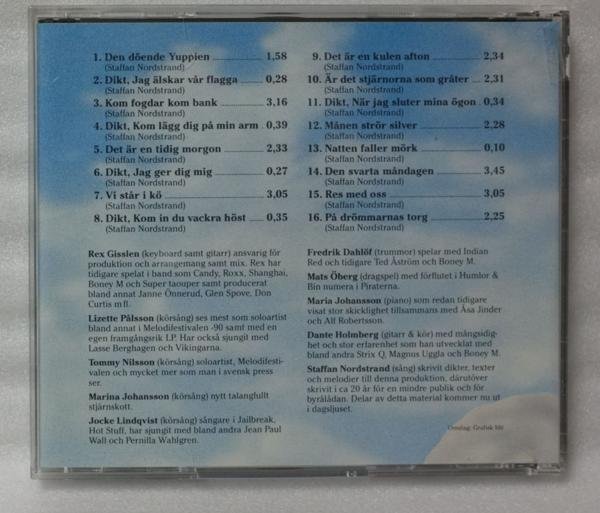 1. Den döende Yuppien 1,58
(Staffan Nordstrand)
2. Dikt, Jag älskar vår flagga 0,28
(Staffan Nordstrand)
3. Kom fogdar kom bank 3,16
(Staffan Nordstrand)
4. Dikt, Kom lägg dig på min arm . 0,39
(Staffan Nordstrand)
5. Det är en tidig morgon 2,33
(Staffan Nordstrand)
6. Dikt, Jag ger dig mig 0,27
(Staffan Nordstrand)
7. Vi står i kö 3,05
(Staffan Nordstrand)
8. Dikt, Kom in du vackra höst 0,35
(Staffan Nordstrand)
9. Det är en kulen afton 2,34
(Staffan Nordstrand)
10. Är det stjärnorna som gråter 2,31
(Staffan Nordstrand)
11. Dikt, När jag sluter mina ögon 0,34
(Staffan Nordstrand)
12. Månen strör silver 2,28
(Staffan Nordstrand)
13. Natten faller mörk 0,10
(Staffan Nordstrand)
14. Den svarta måndagen 3,45
(Staffan Nordstrand)
15. Res med oss 3,05
(Staffan Nordstrand)
16. På drömmarnas torg 2,25
(Staffan Nordstrand)
Rex Gisslen (keyboard samt gitarr) ansvarig för
produktion och arrangemang samt mix. Rex har
tidigare spelat i band som Candy, Roxx, Shanghai,
Boney M och Super taouper samt producerat
bland annat Janne Önnerud, Glen Spove, Don
Curtis m fl.
Lizette Pålsson (körsång) ses mest som soloartist
bland annat i Melodifestivalen -90 samt med en
egen framgångsrik LP. Har också sjungit med
Lasse Berghagen och Vikingarna.
Tommy Nilsson (körsång) soloartist, Melodifesti-
valen och mycket mer som man i svensk press
ser.
Marina Johansson (körsång) nytt talangfullt
stjärnskott.
Jocke Lindqvist (körsång) sångare i Jailbreak,
Hot Stuff, har sjungit med bland andra Jean Paul
Wall och Pernilla Wahlgren.
Fredrik Dahlöf (trummor) spelar med Indian
Red och tidigare Ted Åström och Boney M.
Mats Öberg (dragspel) med förflutet i Humlor &
Bin numera i Piraterna.
Maria Johansson (piano) som redan tidigare
visat stor skicklighet tillsammans med Åsa Jinder
och Alf Robertsson.
Dante Holmberg (gitarr & kör) med mångsidig-
het och stor erfarenhet som han utvecklat med
bland andra Strix Q, Magnus Uggla och Boney M.
Staffan Nordstrand (sång) skrivit dikter, texter
och melodier till denna produktion, därutöver
skrivit i ca 20 år för en mindre publik och för
byrålådan. Delar av detta material kommer nu ut
i dagsljuset.
Omslag: Grafisk